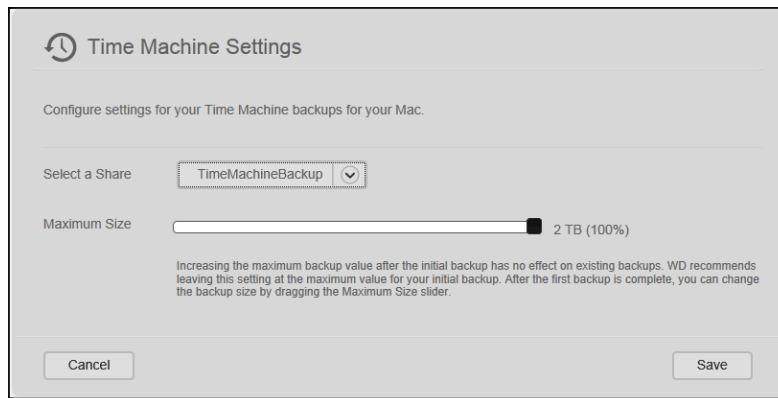 Time Machine Settings
Configure settings for your Time Machine backups for your Mac.
Select a Share
TimeMachineBackup
Maximum Size
2 TB (100%)
Increasing the maximum backup value after the initial backup has no effect on existing backups. WD recommends
leaving this setting at the maximum value for your initial backup. After the first backup is complete, you can change
the backup size by dragging the Maximum Size slider.
Cancel
Save